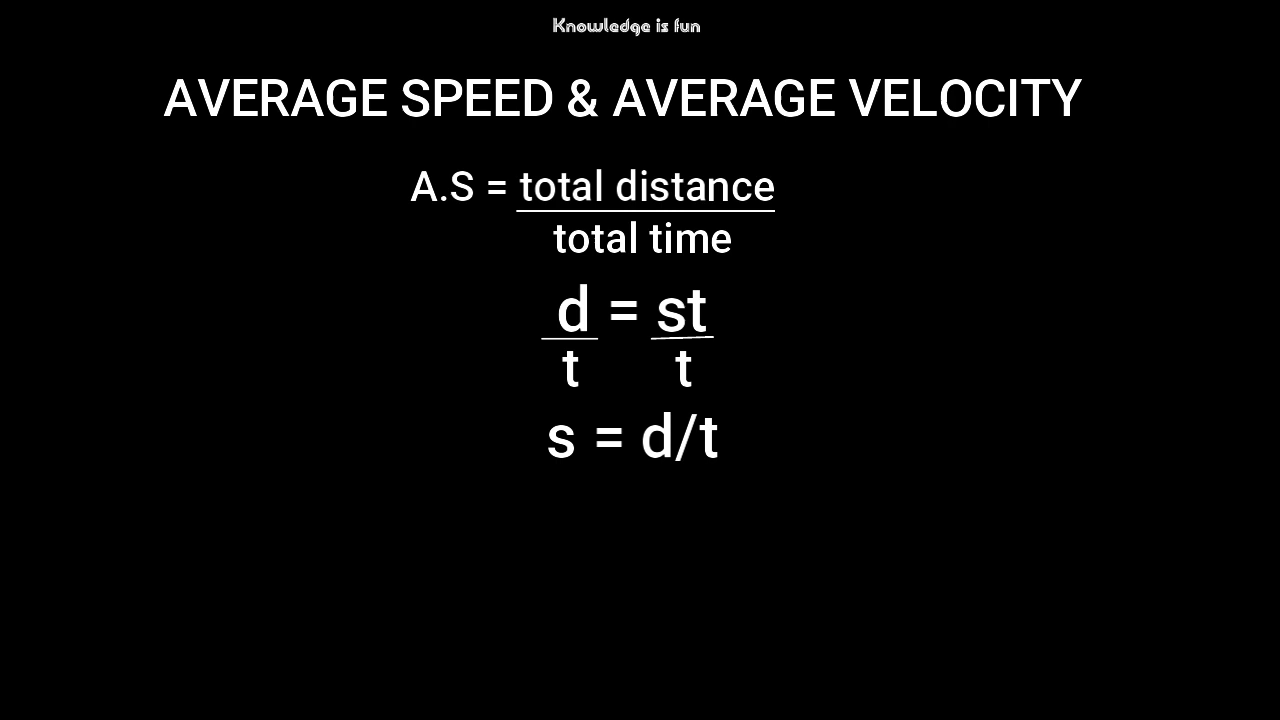 Knowledge is fun
AVERAGE SPEED & AVERAGE VELOCITY
A.S = total distance
total time
d = st
t t
s = d/t